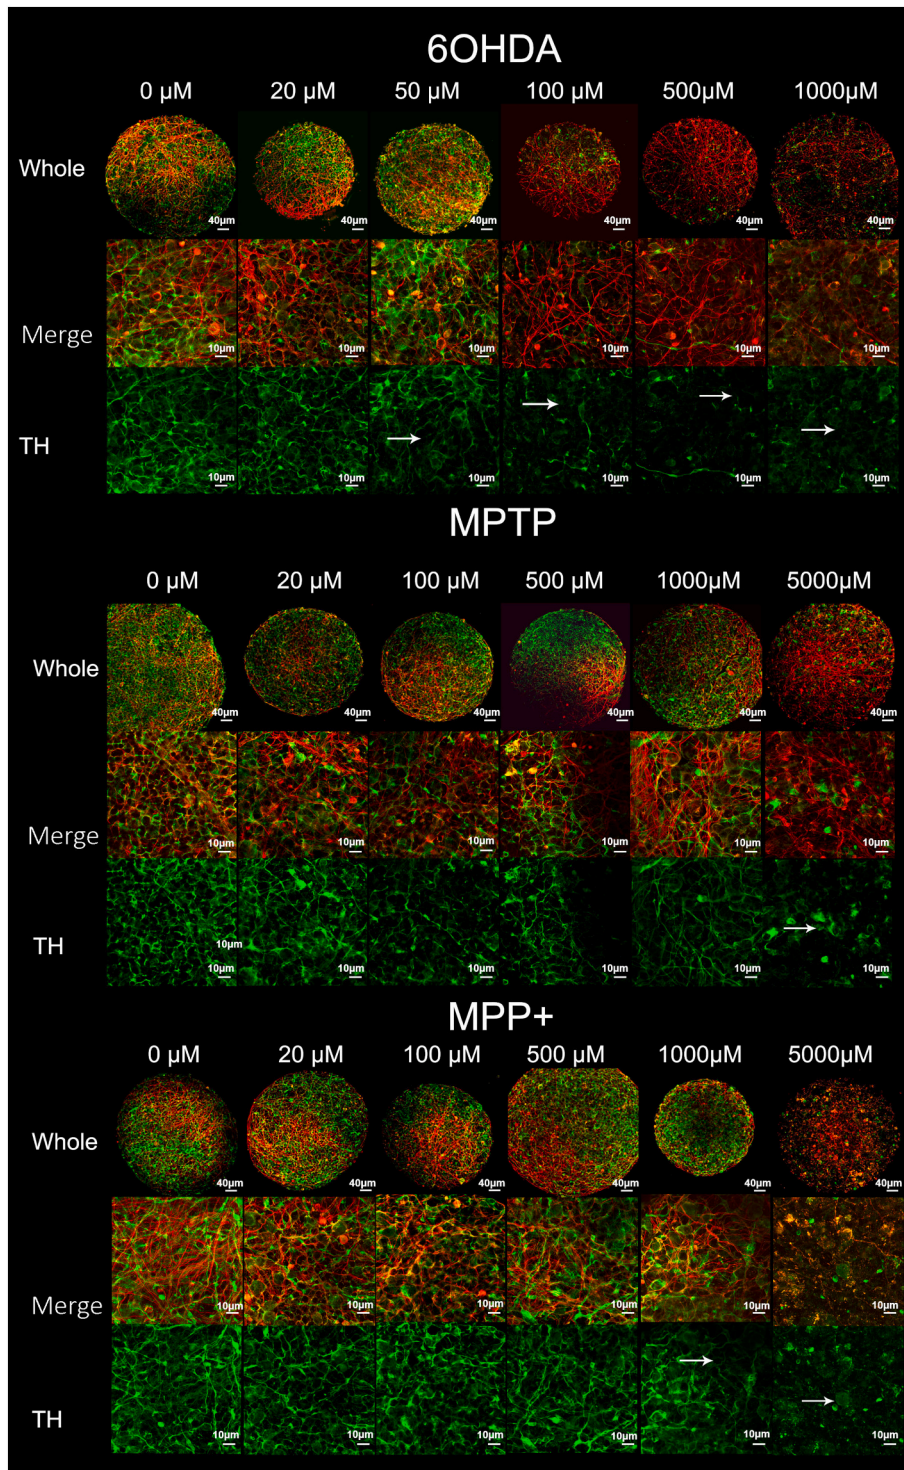 6OHDA
0 µM 20 µM 50 µM 100 µM 500µM 1000µM
Whole
40µm 40µm 40µm 40µm 40µm 40µm
Merge
10µm 10µm 10µm 10µm 10µm 10µm
TH
10µm 10µm 10µm 10µm 10µm 10µm
MPTP
0 µM 20 µM 100 µM 500 µM 1000µM 5000µM
Whole
40µm 40µm 40µm 40µm 40µm 40µm
Merge
10µm 10µm 10µm 10µm 10µm 10µm
TH
10µm
10µm 10µm 10µm 10µm 10µm 10µm
MPP+
0 µM 20 µM 100 µM 500 µM 1000µM 5000µM
Whole
40µm 40µm 40µm 40µm 40µm 40µm
Merge
10µm 10µm 10µm 10µm 10µm 10µm
TH
10µm 10µm 10µm 10µm 10µm 10µm